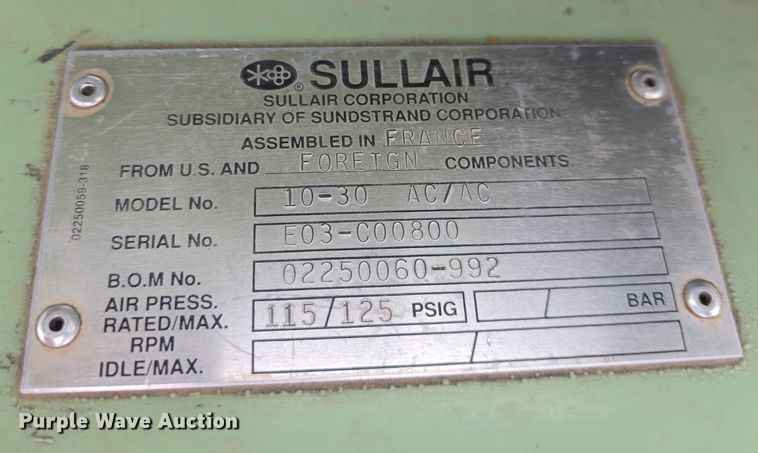 ® SULLAIR
SULLAIR CORPORATION
SUBSIDIARY OF SUNDSTRAND CORPORATION
ASSEMBLED IN FRANCE
FROM U.S. AND FOREIGN COMPONENTS
MODEL No. 10-30 AC/AC
SERIAL No. E03-C00800
B.O.M No. 02250060-992
AIR PRESS.
RATED/MAX. 115/125 PSIG / BAR
RPM
IDLE/MAX. /
02250059-318
Purple Wave Auction